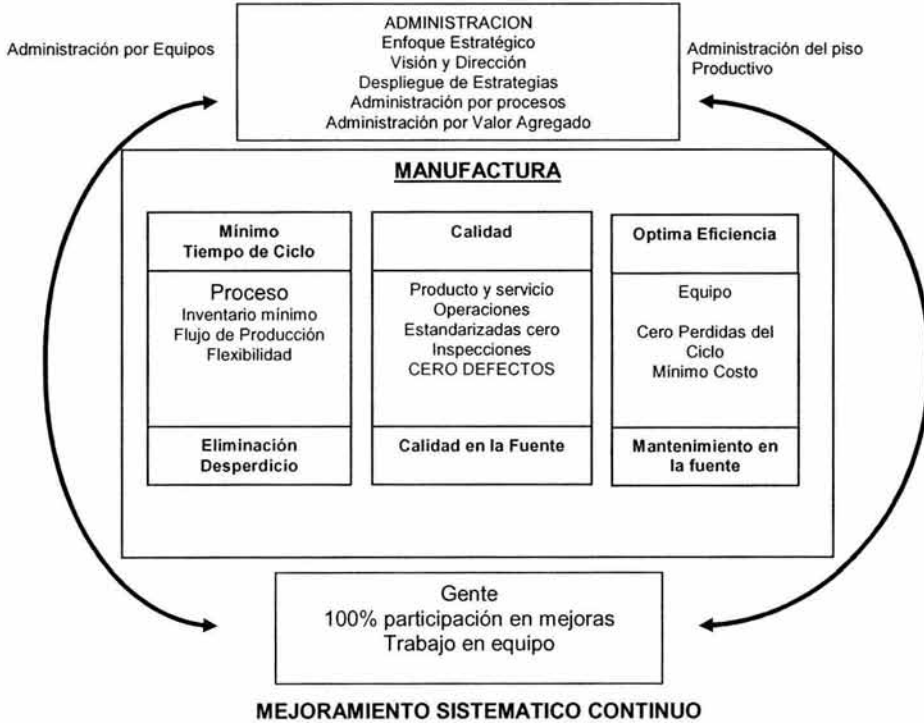 ADMINISTRACION
Enfoque Estratégico
Visión y Dirección
Despliegue de Estrategias
Administración por procesos
Administración por Valor Agregado
Administración por Equipos
Administración del piso
Productivo
MANUFACTURA
Mínimo
Tiempo de Ciclo
Proceso
Inventario mínimo
Flujo de Producción
Flexibilidad
Eliminación
Desperdicio
Calidad
Producto y servicio
Operaciones
Estandarizadas cero
Inspecciones
CERO DEFECTOS
Calidad en la Fuente
Optima Eficiencia
Equipo
Cero Perdidas del
Ciclo
Mínimo Costo
Mantenimiento en
la fuente
Gente
100% participación en mejoras
Trabajo en equipo
MEJORAMIENTO SISTEMATICO CONTINUO